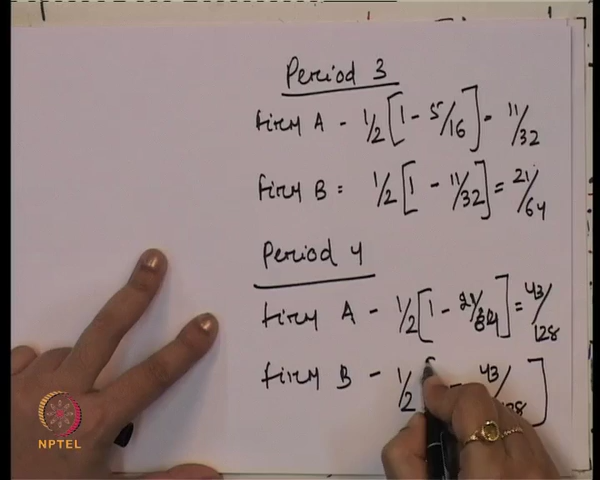 Period 3
Firm A - 1/2 [1 - 5/16] - 11/32
Firm B = 1/2 [1 - 11/32] = 21/64
Period 4
Firm A - 1/2 [1 - 21/64] = 43/128
Firm B - 1/2 - 43/128 ]
NPTEL